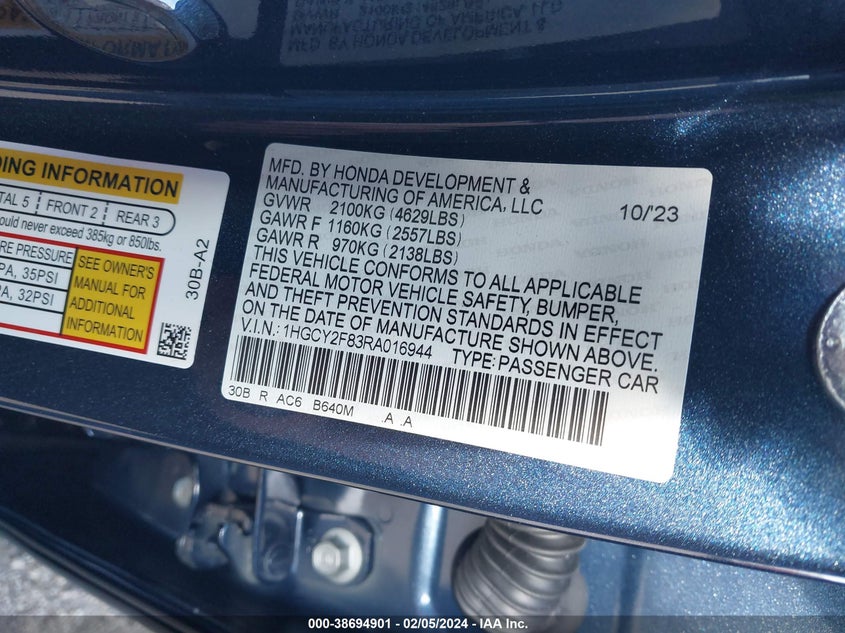 DING INFORMATION
TAL 5 FRONT 2 REAR 3
ould never exceed 385kg or 850lbs.
RE PRESSURE
PA, 35PSI
PA, 32PSI
SEE OWNER'S
MANUAL FOR
ADDITIONAL
INFORMATION
30B-A2
MFD. BY HONDA DEVELOPMENT &
MANUFACTURING OF AMERICA, LLC 10/'23
GVWR 2100KG (4629LBS)
GAWR F 1160KG (2557LBS)
GAWR R 970KG (2138LBS)
THIS VEHICLE CONFORMS TO ALL APPLICABLE
FEDERAL MOTOR VEHICLE SAFETY, BUMPER,
AND THEFT PREVENTION STANDARDS IN EFFECT
ON THE DATE OF MANUFACTURE SHOWN ABOVE.
V.I.N.: 1HGCY2F83RA016944 TYPE: PASSENGER CAR
30B R AC6 B640M .A .A
000-38694901 - 02/05/2024 - IAA Inc.